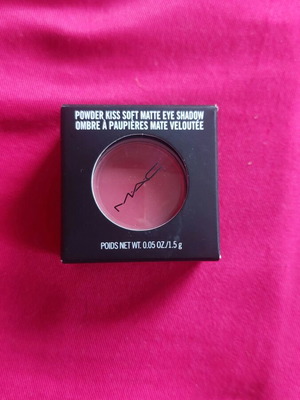 POWDER KISS SOFT MATTE EYE SHADOW
OMBRE À PAUPIÈRES MATE VELOUTÉE
MAC
POIDS NET WT. 0.05 OZ./1.5 g